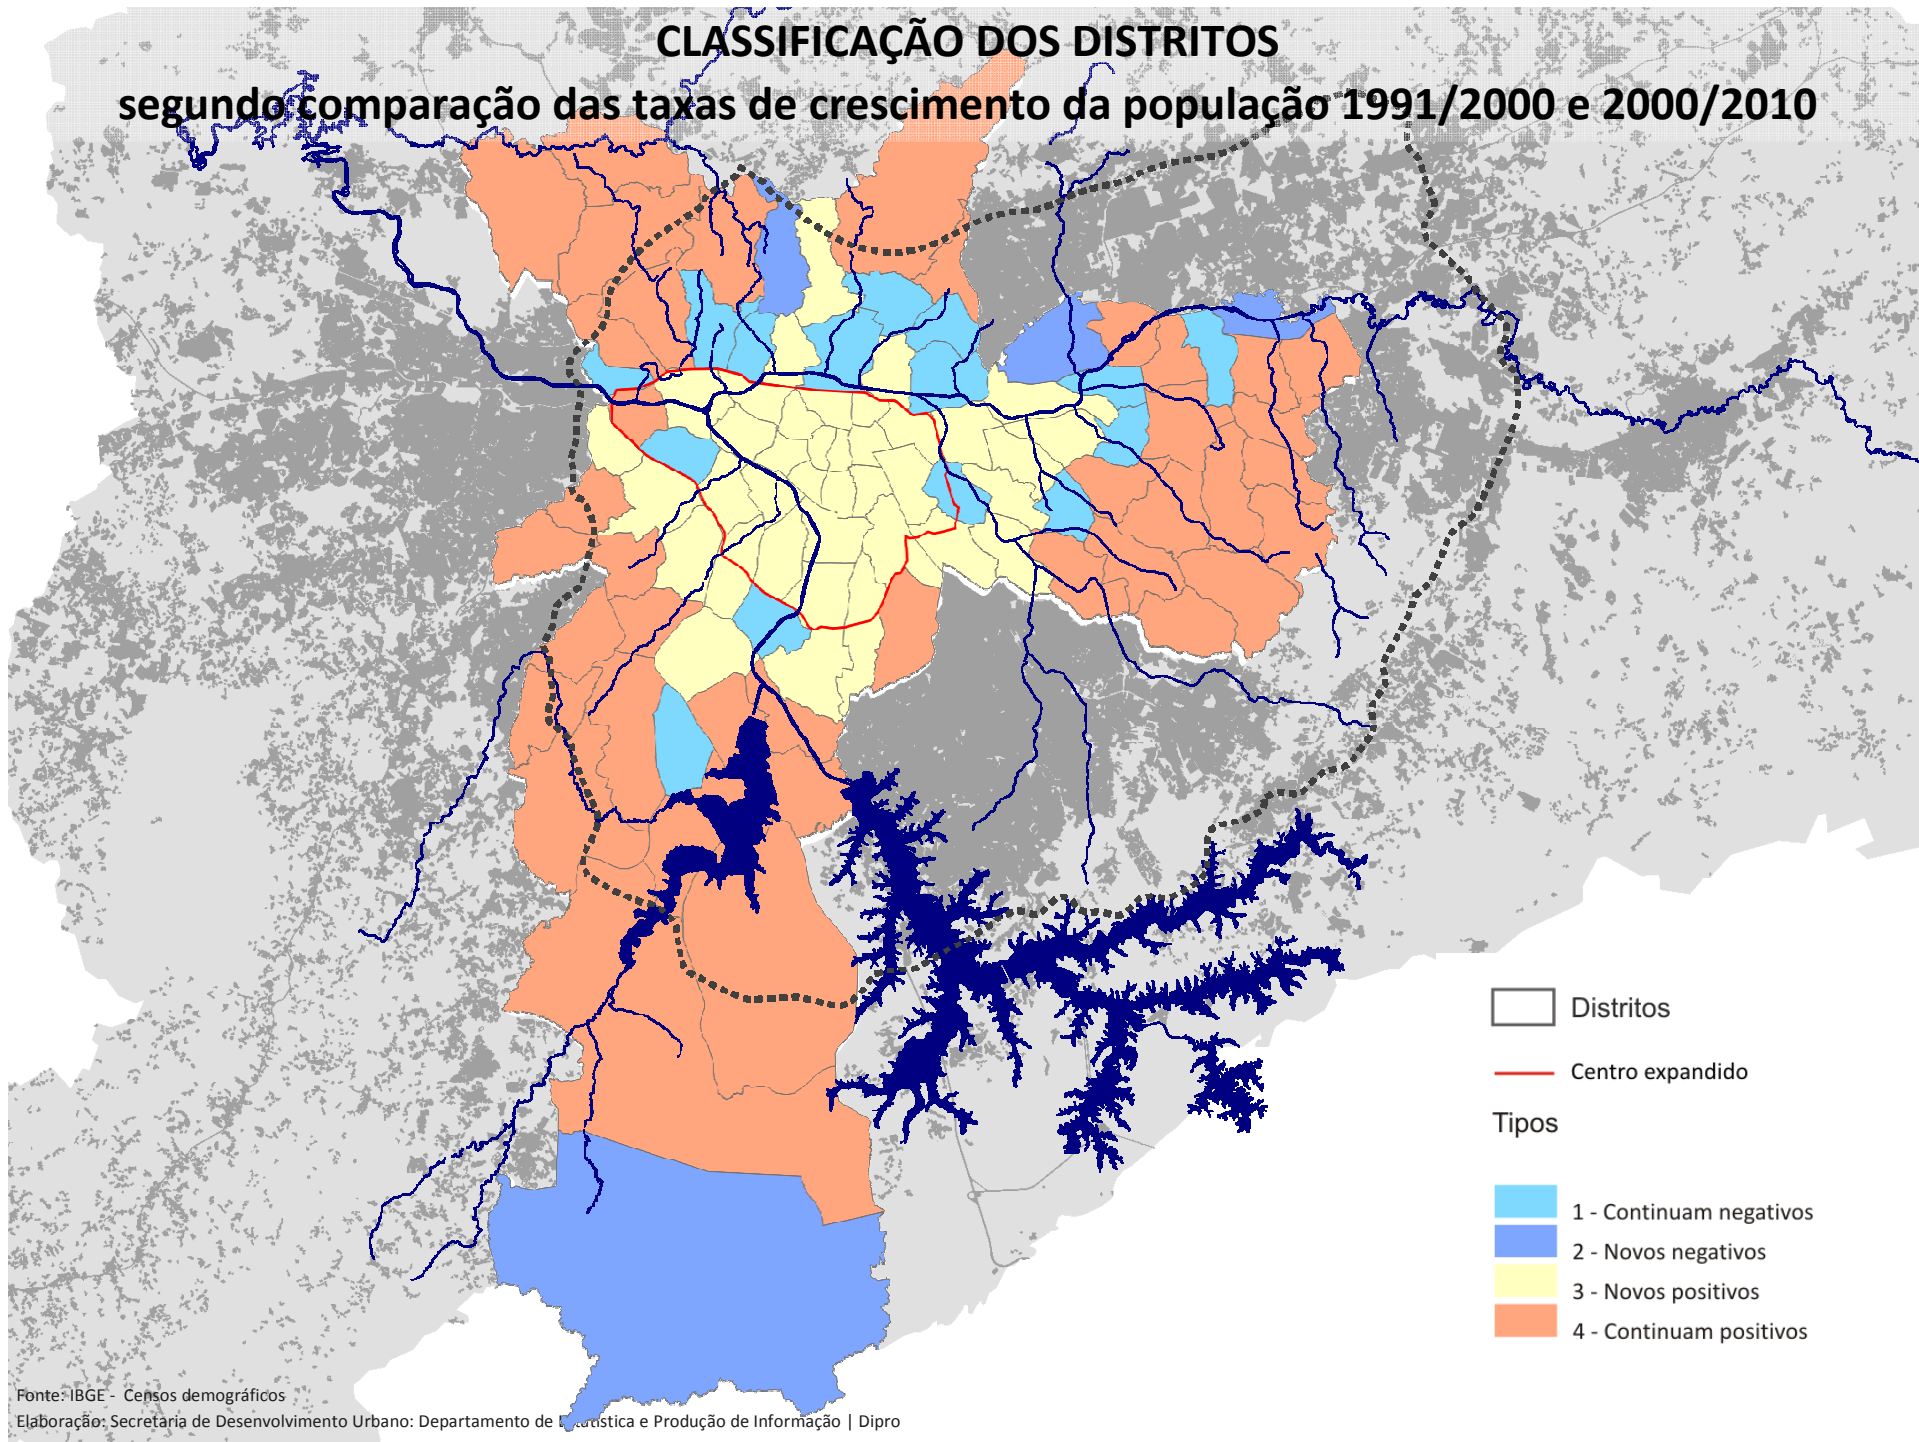 CLASSIFICAÇÃO DOS DISTRITOS
segundo comparação das taxas de crescimento da população 1991/2000 e 2000/2010
Distritos
Centro expandido
Tipos
1 - Continuam negativos
2 - Novos negativos
3 - Novos positivos
4 - Continuam positivos
Fonte: IBGE - Censos demográficos
Elaboração: Secretaria de Desenvolvimento Urbano: Departamento de Estatística e Produção de Informação | Dipro